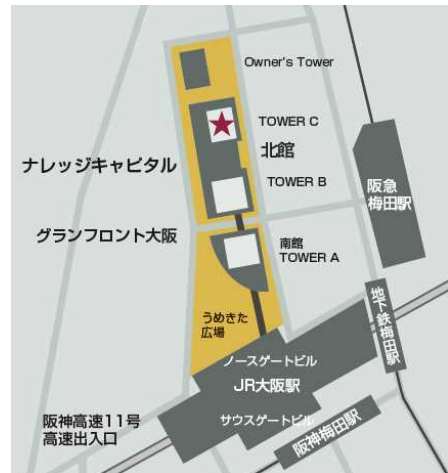 Owner's Tower
TOWER C
北館
ナレッジキャピタル
TOWER B
阪急
梅田駅
グランフロント大阪
南館
TOWER A
うめきた
広場
地下鉄梅田駅
ノースゲートビル
JR大阪駅
阪神高速11号
高速出入口
サウスゲートビル
阪神梅田駅